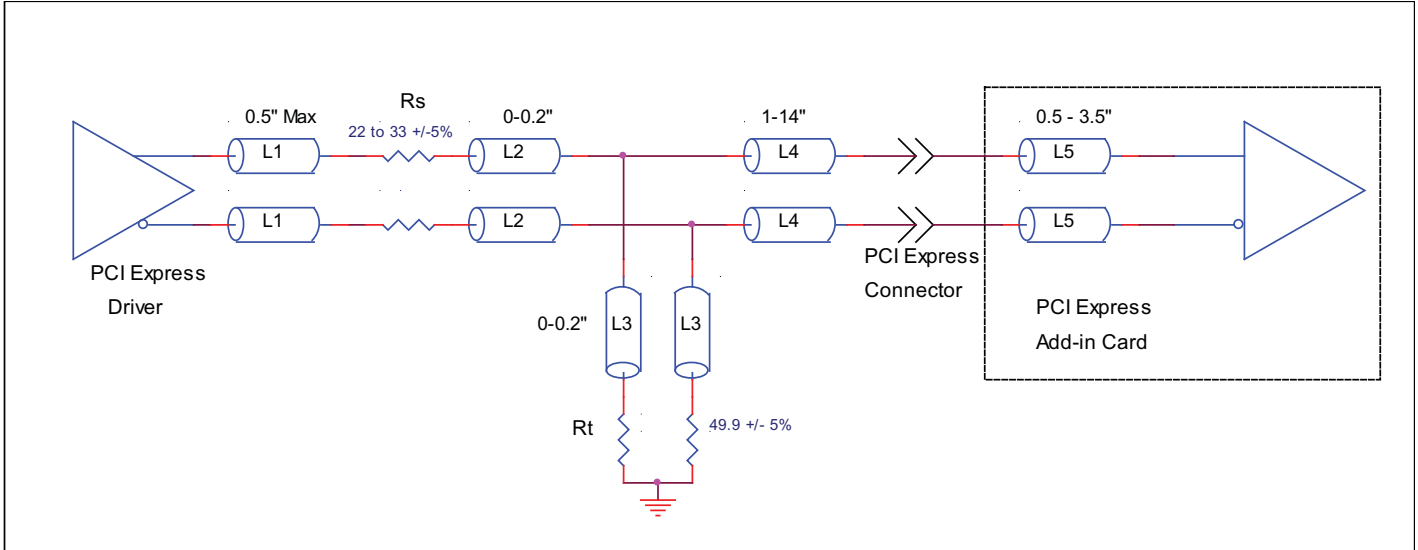 Rs
0.5" Max
22 to 33 +/-5%
0-0.2"
1-14"
0.5 - 3.5"
L1
L2
L4
L5
L1
L2
L4
L5
PCI Express
Driver
PCI Express
Connector
PCI Express
Add-in Card
0-0.2"
L3
L3
Rt
49.9 +/- 5%